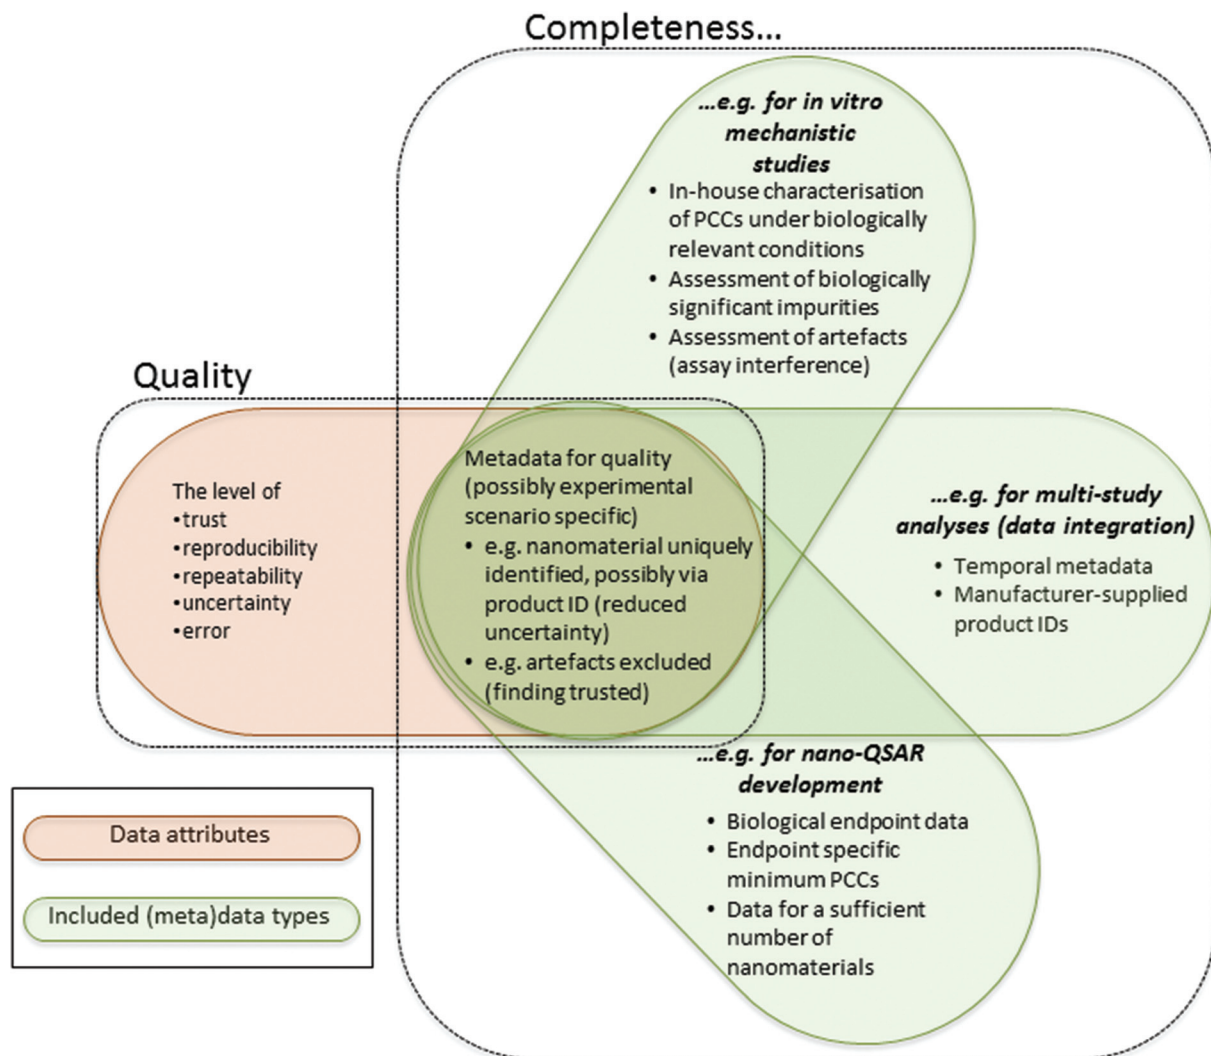 Completeness...
...e.g. for in vitro
mechanistic
studies
• In-house characterisation
of PCCs under biologically
relevant conditions
• Assessment of biologically
significant impurities
• Assessment of artefacts
(assay interference)
Quality
The level of
•trust
•reproducibility
•repeatability
•uncertainty
•error
Metadata for quality
(possibly experimental
scenario specific)
• e.g. nanomaterial uniquely
identified, possibly via
product ID (reduced
uncertainty)
• e.g. artefacts excluded
(finding trusted)
...e.g. for multi-study
analyses (data integration)
• Temporal metadata
• Manufacturer-supplied
product IDs
...e.g. for nano-QSAR
development
• Biological endpoint data
• Endpoint specific
minimum PCCs
• Data for a sufficient
number of
nanomaterials
Data attributes
Included (meta)data types